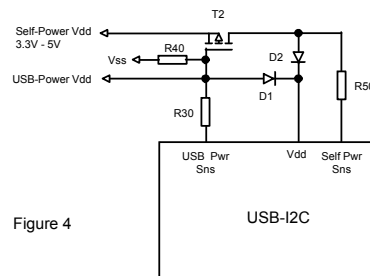 T2
Self-Power Vdd
3.3V - 5V
R40
Vss
D2
USB-Power Vdd
R50
D1
R30
USB Pwr Sns
Vdd
Self Pwr Sns
Figure 4
USB-I2C